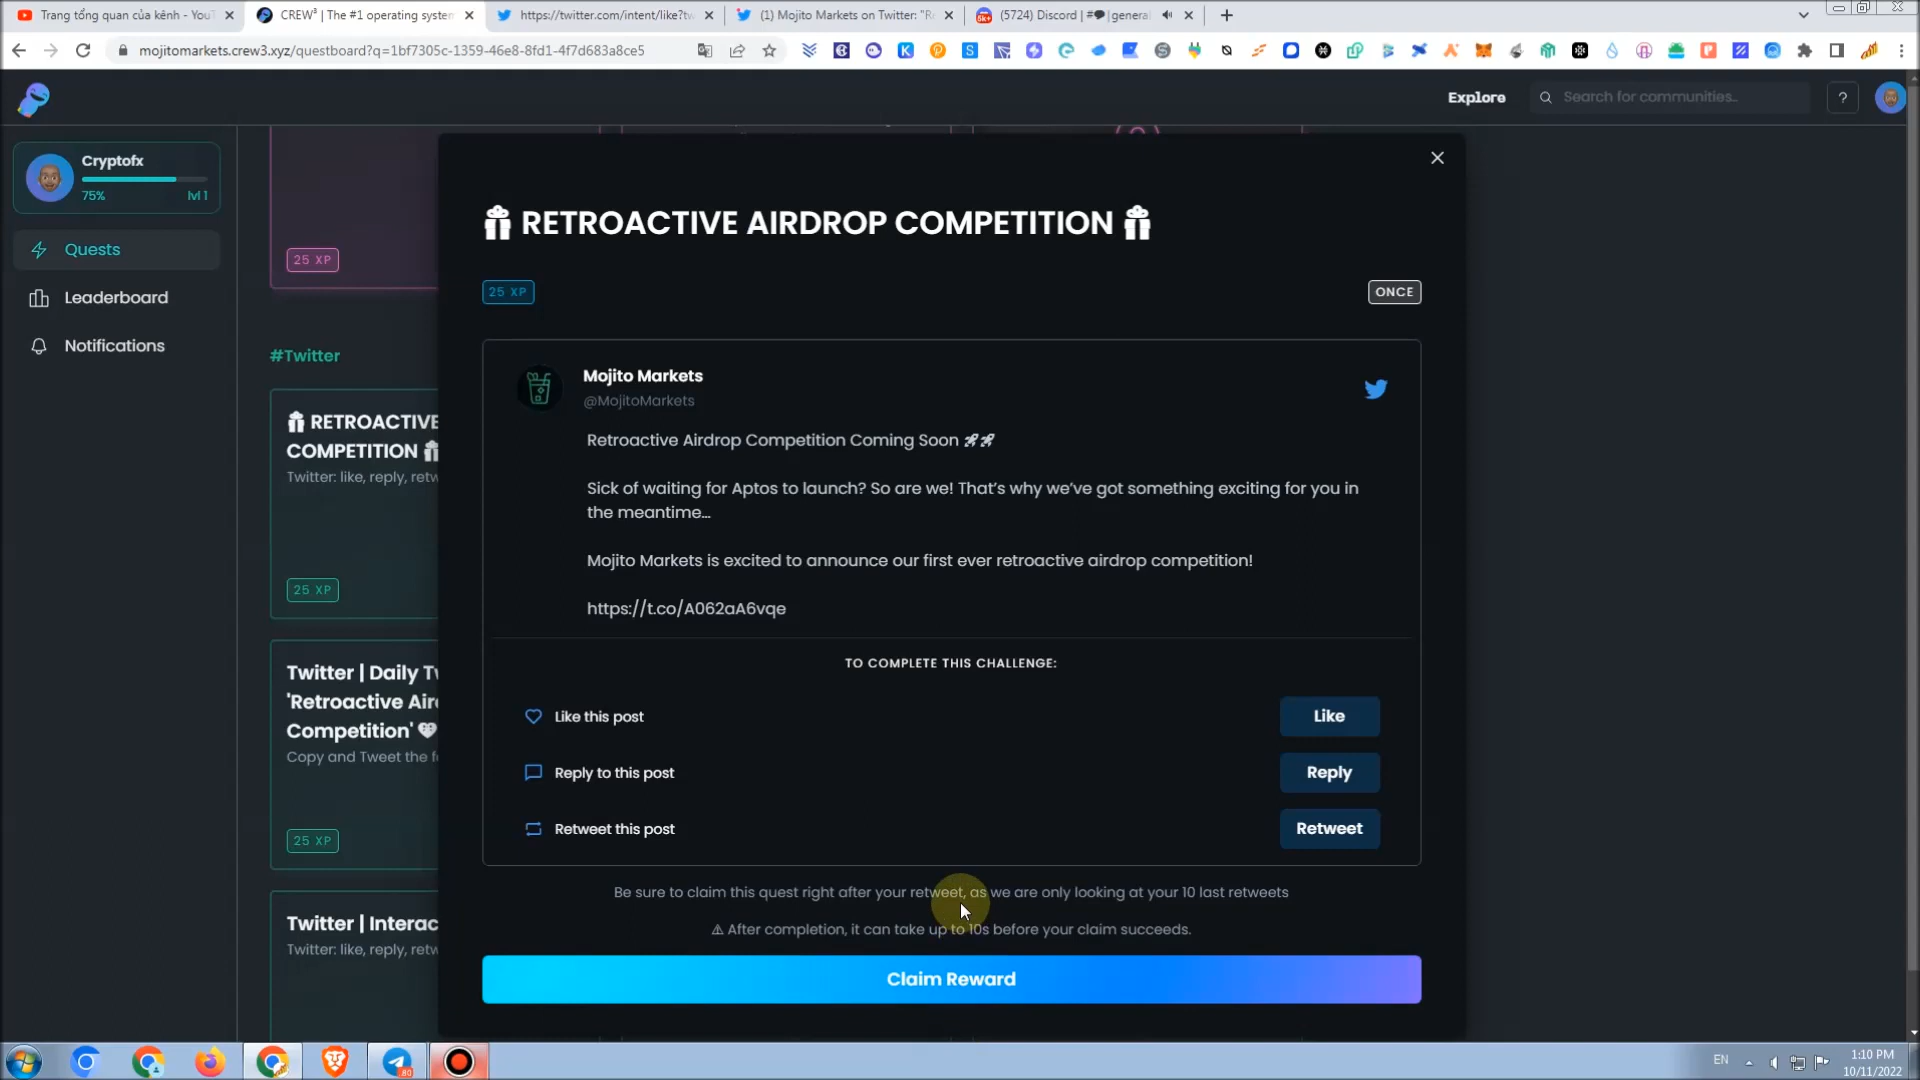 Trang tổng quan của kênh - YouT
CREW³ | The #1 operating system
https://twitter.com/intent/like?tw
(1) Mojito Markets on Twitter: "Re
(5724) Discord | #💬|general
mojitomarkets.crew3.xyz/questboard?q=1bf7305c-1359-46e8-8fd1-4f7d683a8ce5
Explore
Search for communities..
?
Cryptofx
75%
lvl 1
Quests
Leaderboard
Notifications
25 XP
#Twitter
RETROACTIVE
COMPETITION
Twitter: like, reply, retw
25 XP
Twitter | Daily Tw
'Retroactive Aird
Competition'
Copy and Tweet the fo
25 XP
Twitter | Interac
Twitter: like, reply, retw
RETROACTIVE AIRDROP COMPETITION
25 XP
ONCE
Mojito Markets
@MojitoMarkets
Retroactive Airdrop Competition Coming Soon 🚀🚀
Sick of waiting for Aptos to launch? So are we! That's why we've got something exciting for you in
the meantime…
Mojito Markets is excited to announce our first ever retroactive airdrop competition!
https://t.co/A062aA6vqe
TO COMPLETE THIS CHALLENGE:
Like this post
Like
Reply to this post
Reply
Retweet this post
Retweet
Be sure to claim this quest right after your retweet, as we are only looking at your 10 last retweets
⚠ After completion, it can take up to 10s before your claim succeeds.
Claim Reward
80
EN
1:10 PM
10/11/2022